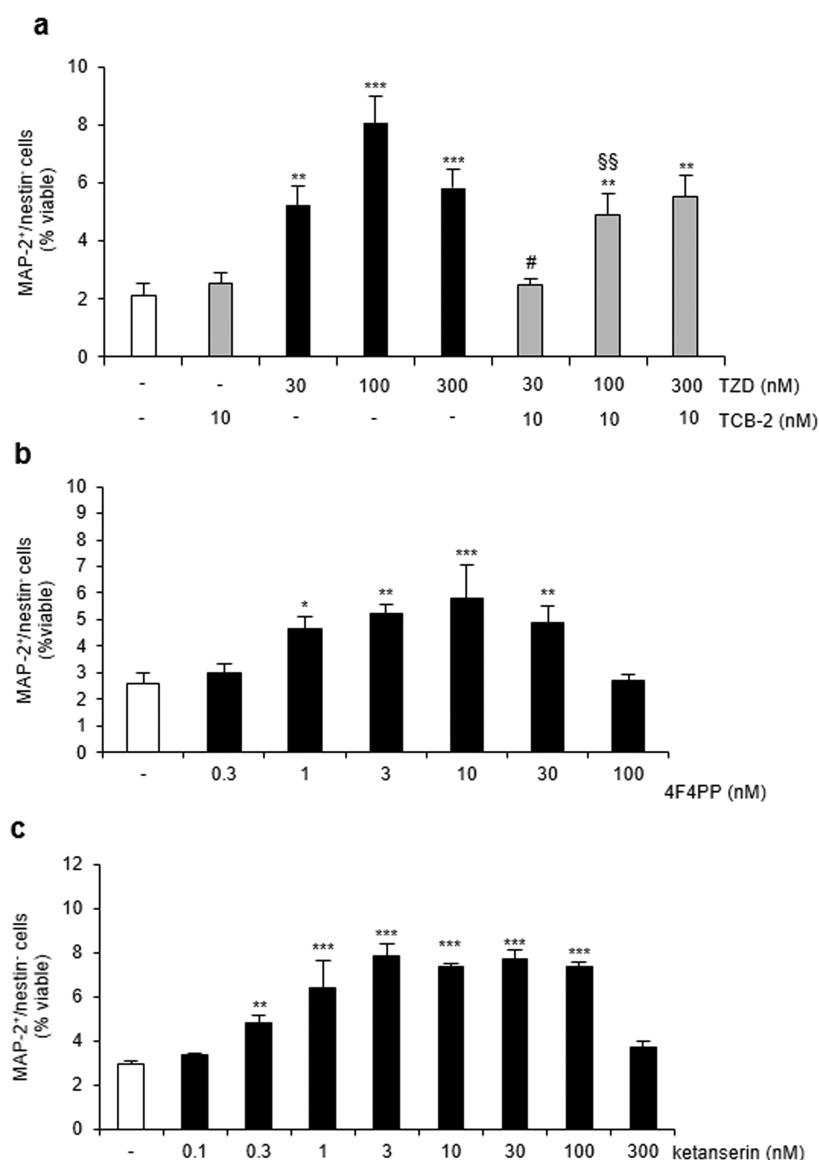 a
10
8
6
4
2
0
MAP-2⁺/nestin⁻ cells
(% viable)
** *** *** # §§ ** **
- - 30 100 300 30 100 300 TZD (nM)
- 10 - - - 10 10 10 TCB-2 (nM)
b
10
9
8
7
6
5
4
3
2
1
0
MAP-2⁺/nestin⁻ cells
(%viable)
* ** *** **
- 0.3 1 3 10 30 100
4F4PP (nM)
c
12
10
8
6
4
2
0
MAP-2⁺/nestin⁻ cells
(% viable)
** *** *** *** *** ***
- 0.1 0.3 1 3 10 30 100 300 ketanserin (nM)